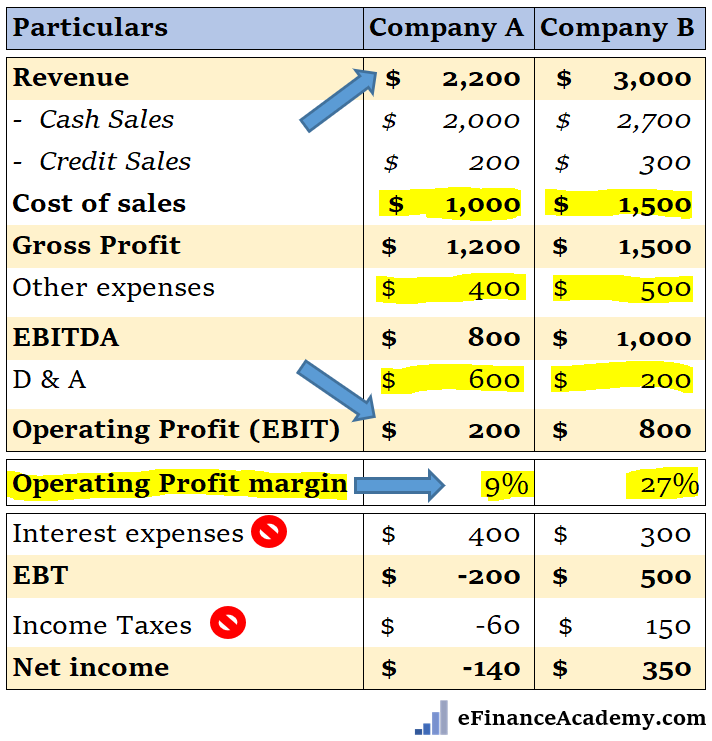 Particulars Company A Company B
Revenue $ 2,200 $ 3,000
- Cash Sales $ 2,000 $ 2,700
- Credit Sales $ 200 $ 300
Cost of sales $ 1,000 $ 1,500
Gross Profit $ 1,200 $ 1,500
Other expenses $ 400 $ 500
EBITDA $ 800 $ 1,000
D & A $ 600 $ 200
Operating Profit (EBIT) $ 200 $ 800
Operating Profit margin 9% 27%
Interest expenses $ 400 $ 300
EBT $ -200 $ 500
Income Taxes $ -60 $ 150
Net income $ -140 $ 350
eFinanceAcademy.com